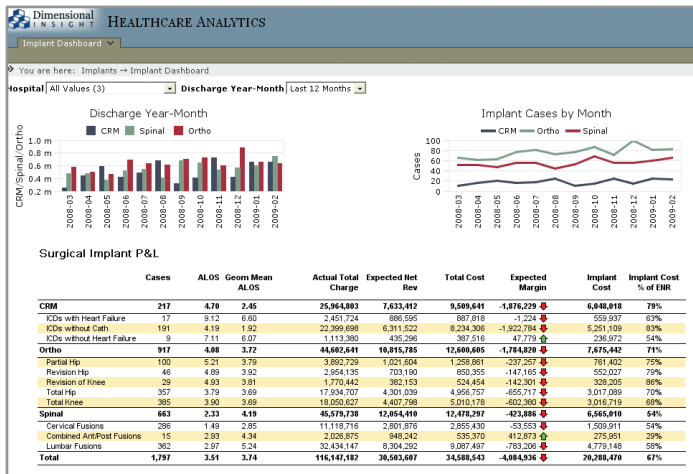 Dimensional
INSIGHT
HEALTHCARE ANALYTICS
Implant Dashboard
You are here: Implants → Implant Dashboard
Hospital All Values (3) Discharge Year-Month Last 12 Months
Discharge Year-Month
CRM Spinal Ortho
CRM/Spinal/Ortho
1.0 m
0.8 m
0.6 m
0.4 m
0.2 m
2008-03 2008-04 2008-05 2008-06 2008-07 2008-08 2008-09 2008-10 2008-11 2008-12 2009-01 2009-02
Implant Cases by Month
CRM Ortho Spinal
Cases
100
80
60
40
20
0
2008-03 2008-04 2008-05 2008-06 2008-07 2008-08 2008-09 2008-10 2008-11 2008-12 2009-01 2009-02
Surgical Implant P&L
Cases ALOS Geom Mean ALOS Actual Total Charge Expected Net Rev Total Cost Expected Margin Implant Cost Implant Cost % of ENR
CRM 217 4.70 2.45 25,964,803 7,633,412 9,509,641 -1,876,229 6,048,018 79%
ICDs with Heart Failure 17 9.12 6.60 2,451,724 886,595 887,818 -1,224 559,937 63%
ICDs without Cath 191 4.19 1.92 22,399,698 6,311,522 8,234,306 -1,922,784 5,251,109 83%
ICDs without Heart Failure 9 7.11 6.07 1,113,380 435,296 387,516 47,779 236,972 54%
Ortho 917 4.08 3.72 44,602,641 10,815,785 12,600,605 -1,784,820 7,675,442 71%
Partial Hip 100 5.21 3.79 3,892,729 1,021,604 1,258,861 -237,257 761,402 75%
Revision Hip 46 4.89 3.92 2,954,135 703,190 850,355 -147,165 552,027 79%
Revision of Knee 29 4.93 3.81 1,770,442 382,153 524,454 -142,301 328,205 86%
Total Hip 357 3.79 3.69 17,934,707 4,301,039 4,956,757 -655,717 3,017,089 70%
Total Knee 385 3.90 3.69 18,050,627 4,407,798 5,010,178 -602,380 3,016,719 68%
Spinal 663 2.33 4.19 45,579,738 12,054,410 12,478,297 -423,886 6,565,010 54%
Cervical Fusions 286 1.49 2.85 11,118,716 2,801,876 2,855,430 -53,553 1,509,911 54%
Combined Ant/Post Fusions 15 2.93 4.34 2,026,875 948,242 535,370 412,873 275,951 29%
Lumbar Fusions 362 2.97 5.24 32,434,147 8,304,292 9,087,497 -783,206 4,779,148 58%
Total 1,797 3.51 3.74 116,147,182 30,503,607 34,588,543 -4,084,936 20,288,470 67%